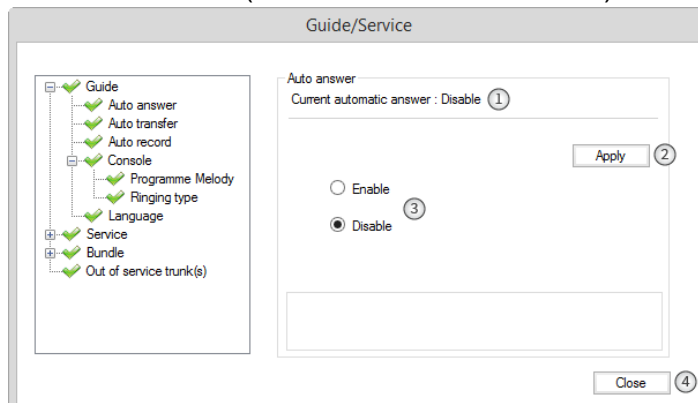 Guide/Service
Guide
Auto answer
Auto transfer
Auto record
Console
Programme Melody
Ringing type
Language
Service
Bundle
Out of service trunk(s)
Auto answer
Current automatic answer : Disable 1
Apply 2
Enable
3
Disable
Close 4